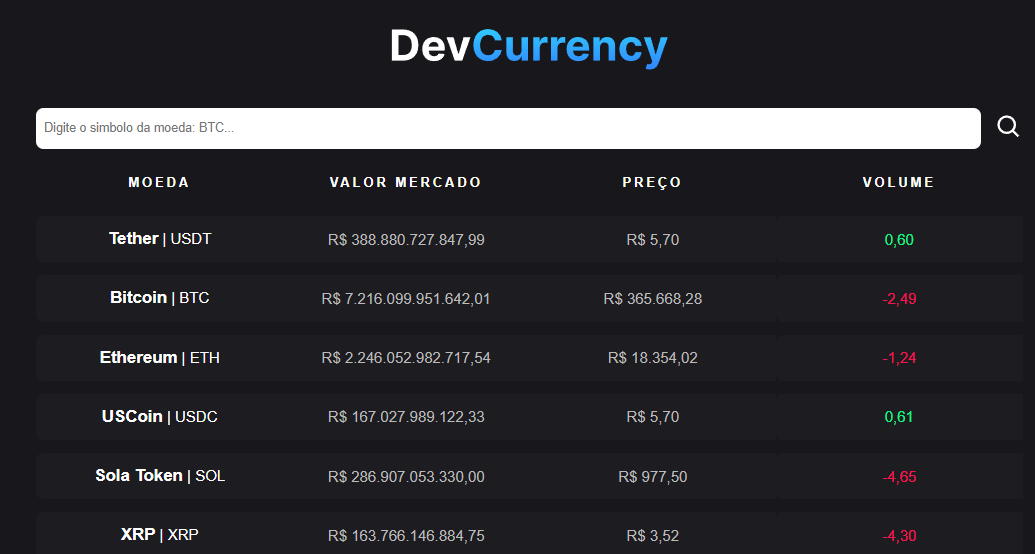 DevCurrency
Digite o simbolo da moeda: BTC...
MOEDA VALOR MERCADO PREÇO VOLUME
Tether | USDT R$ 388.880.727.847,99 R$ 5,70 0,60
Bitcoin | BTC R$ 7.216.099.951.642,01 R$ 365.668,28 -2,49
Ethereum | ETH R$ 2.246.052.982.717,54 R$ 18.354,02 -1,24
USCoin | USDC R$ 167.027.989.122,33 R$ 5,70 0,61
Sola Token | SOL R$ 286.907.053.330,00 R$ 977,50 -4,65
XRP | XRP R$ 163.766.146.884,75 R$ 3,52 -4,30